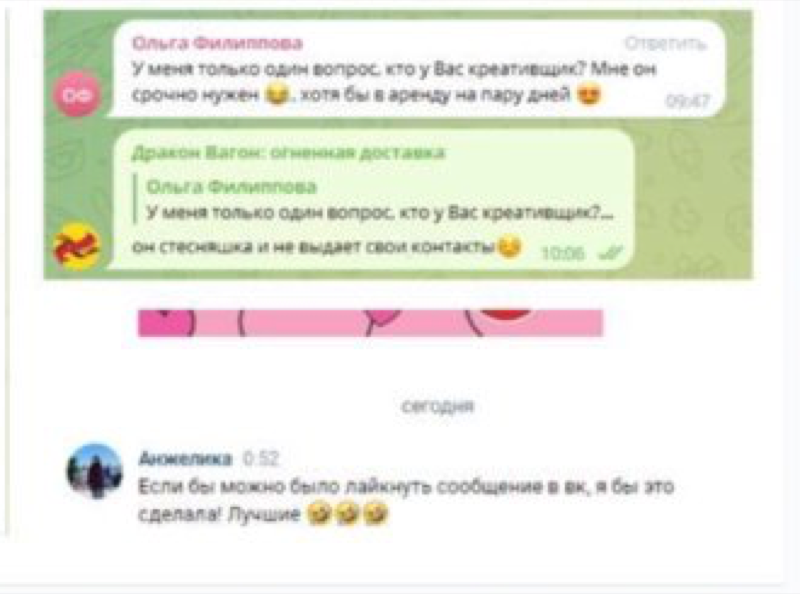 Ольга Филиппова Ответить
У меня только один вопрос, кто у Вас креативщик? Мне он
срочно нужен 😂, хотя бы в аренду на пару дней 😍 09:47
ОФ
Дракон Вагон: огненная доставка
Ольга Филиппова
У меня только один вопрос, кто у Вас креативщик?...
он стесняшка и не выдает свои контакты☺️ 10:06
сегодня
Анжелика 0:52
Если бы можно было лайкнуть сообщение в вк, я бы это
сделала! Лучшие 🤣🤣🤣